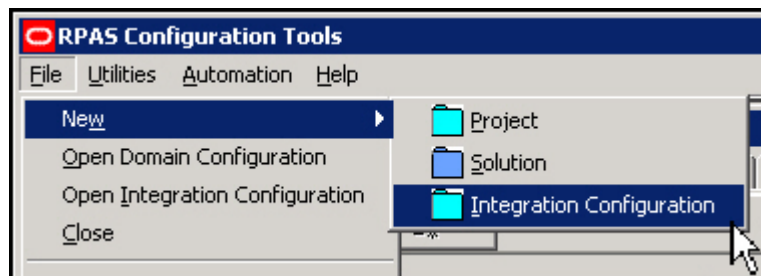 RPAS Configuration Tools
File Utilities Automation Help
New
Project
Open Domain Configuration
Solution
Open Integration Configuration
Integration Configuration
Close